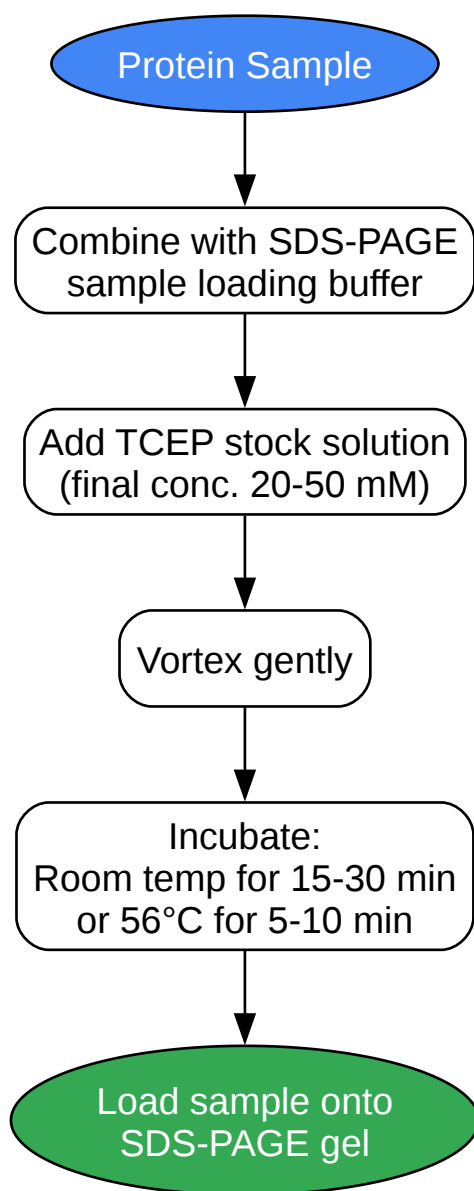 Protein Sample
Combine with SDS-PAGE
sample loading buffer
Add TCEP stock solution
(final conc. 20-50 mM)
Vortex gently
Incubate:
Room temp for 15-30 min
or 56°C for 5-10 min
Load sample onto
SDS-PAGE gel